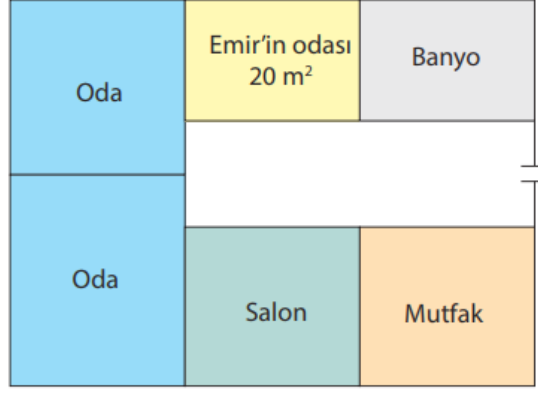 Oda
Emir’in odası
20 m²
Banyo
Oda
Salon
Mutfak